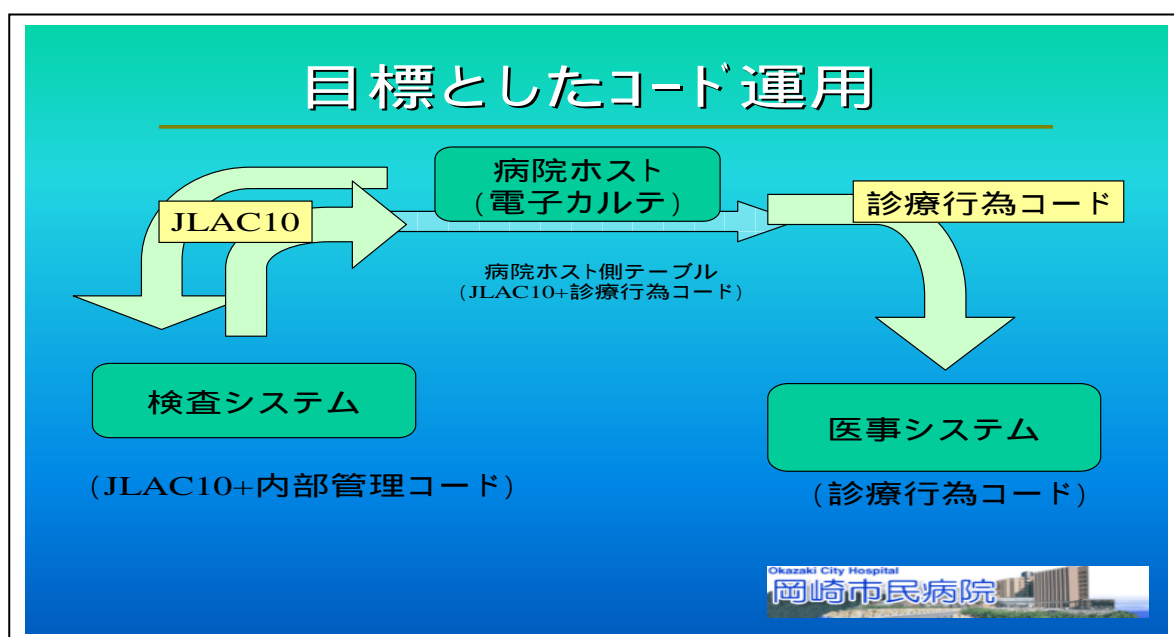 目標としたコード運用
病院ホスト
(電子カルテ)
JLAC10
診療行為コード
病院ホスト側テーブル
(JLAC10+診療行為コード)
検査システム
医事システム
(JLAC10+内部管理コード)
(診療行為コード)
Okazaki City Hospital
岡崎市民病院